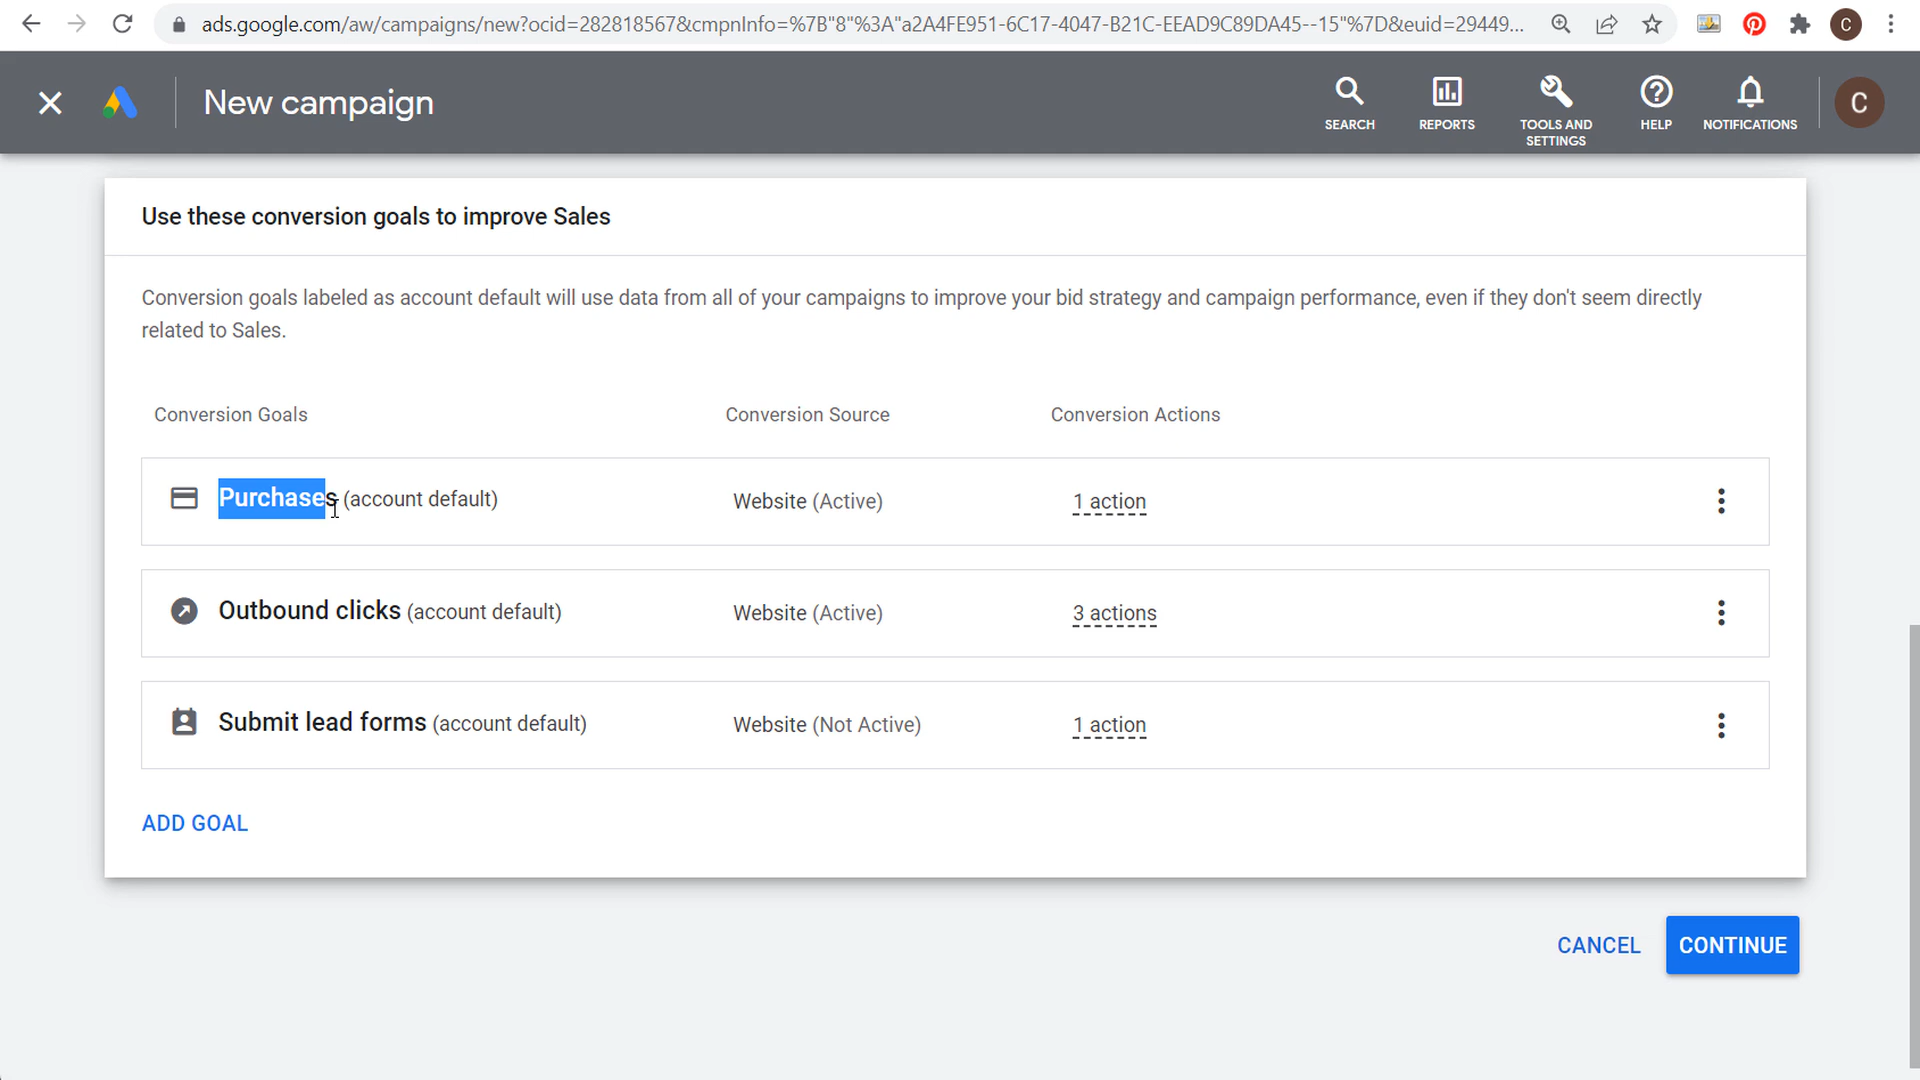 ads.google.com/aw/campaigns/new?ocid=282818567&cmpnInfo=%7B"8"%3A"a2A4FE951-6C17-4047-B21C-EEAD9C89DA45--15"%7D&euid=29449...
C
New campaign
SEARCH
REPORTS
TOOLS AND
SETTINGS
HELP
NOTIFICATIONS
C
Use these conversion goals to improve Sales
Conversion goals labeled as account default will use data from all of your campaigns to improve your bid strategy and campaign performance, even if they don't seem directly
related to Sales.
Conversion Goals Conversion Source Conversion Actions
Purchases (account default) Website (Active) 1 action
Outbound clicks (account default) Website (Active) 3 actions
Submit lead forms (account default) Website (Not Active) 1 action
ADD GOAL
CANCEL CONTINUE